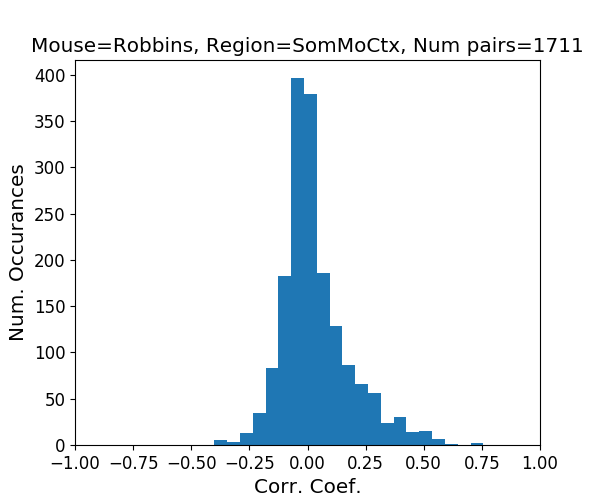 Mouse=Robbins, Region=SomMoCtx, Num pairs=1711
400
350
300
250
200
150
100
50
0
Num. Occurances
−1.00 −0.75 −0.50 −0.25 0.00 0.25 0.50 0.75 1.00
Corr. Coef.